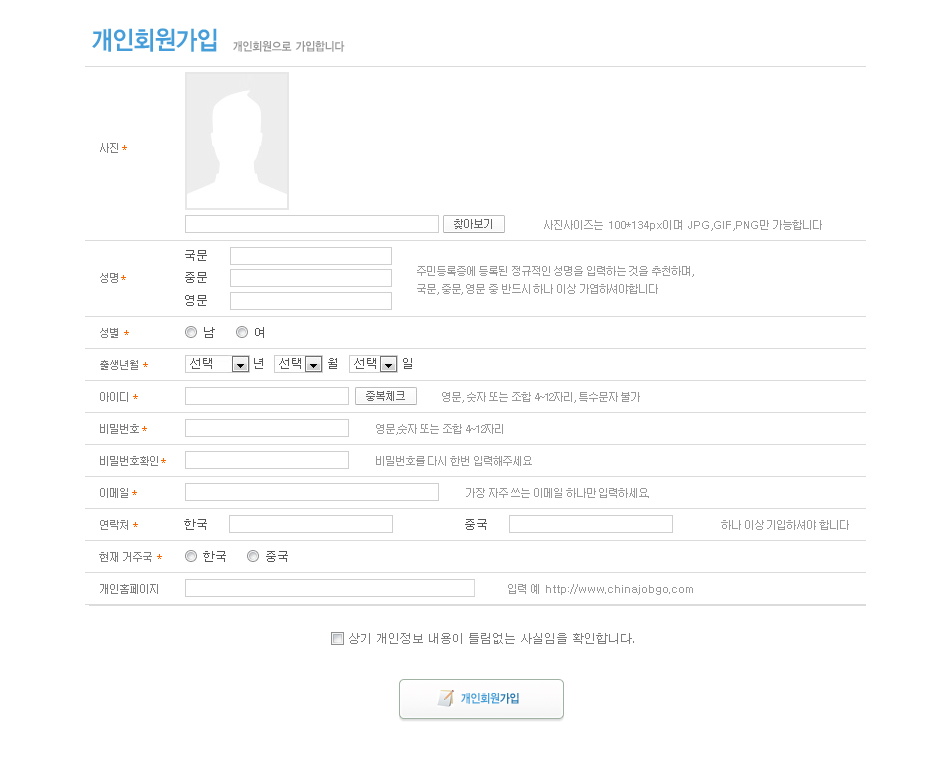 개인회원가입 개인회원으로 가입합니다
사진 *
찾아보기 사진사이즈는 100*134px이며 JPG,GIF,PNG만 가능합니다
성명 *
국문
중문
영문
주민등록증에 등록된 정규적인 성명을 입력하는 것을 추천하며,
국문, 중문, 영문 중 반드시 하나 이상 가엽하셔야합니다
성별 * 남 여
출생년월 * 선택 년 선택 월 선택 일
아이디 * 중복체크 영문, 숫자 또는 조합 4~12자리, 특수문자 불가
비밀번호 * 영문,숫자 또는 조합 4~12자리
비밀번호확인 * 비밀번호를 다시 한번 입력해주세요
이메일 * 가장 자주 쓰는 이메일 하나만 입력하세요.
연락처 * 한국 중국 하나 이상 기입하셔야 합니다
현재 거주국 * 한국 중국
개인홈페이지 입력 예 http://www.chinajobgo.com
상기 개인정보 내용이 틀림없는 사실임을 확인합니다.
개인회원가입